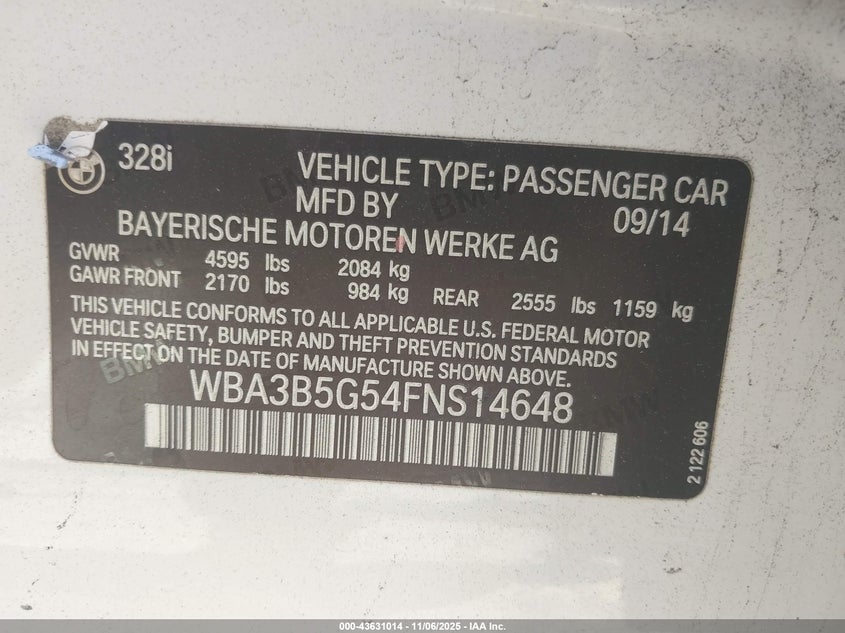 328i
VEHICLE TYPE: PASSENGER CAR
MFD BY 09/14
BAYERISCHE MOTOREN WERKE AG
GVWR 4595 lbs 2084 kg
GAWR FRONT 2170 lbs 984 kg REAR 2555 lbs 1159 kg
THIS VEHICLE CONFORMS TO ALL APPLICABLE U.S. FEDERAL MOTOR
VEHICLE SAFETY, BUMPER AND THEFT PREVENTION STANDARDS
IN EFFECT ON THE DATE OF MANUFACTURE SHOWN ABOVE.
WBA3B5G54FNS14648
2 122 606
000-43631014 - 11/06/2025 - IAA Inc.